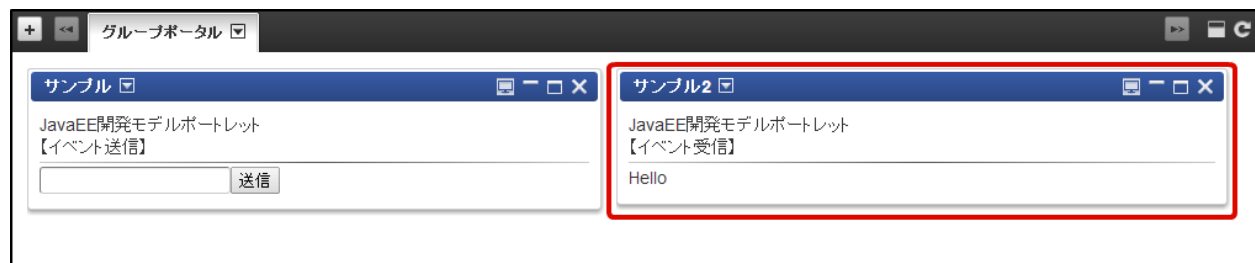 グループポータル
サンプル
JavaEE開発モデルポートレット
【イベント送信】
送信
サンプル2
JavaEE開発モデルポートレット
【イベント受信】
Hello